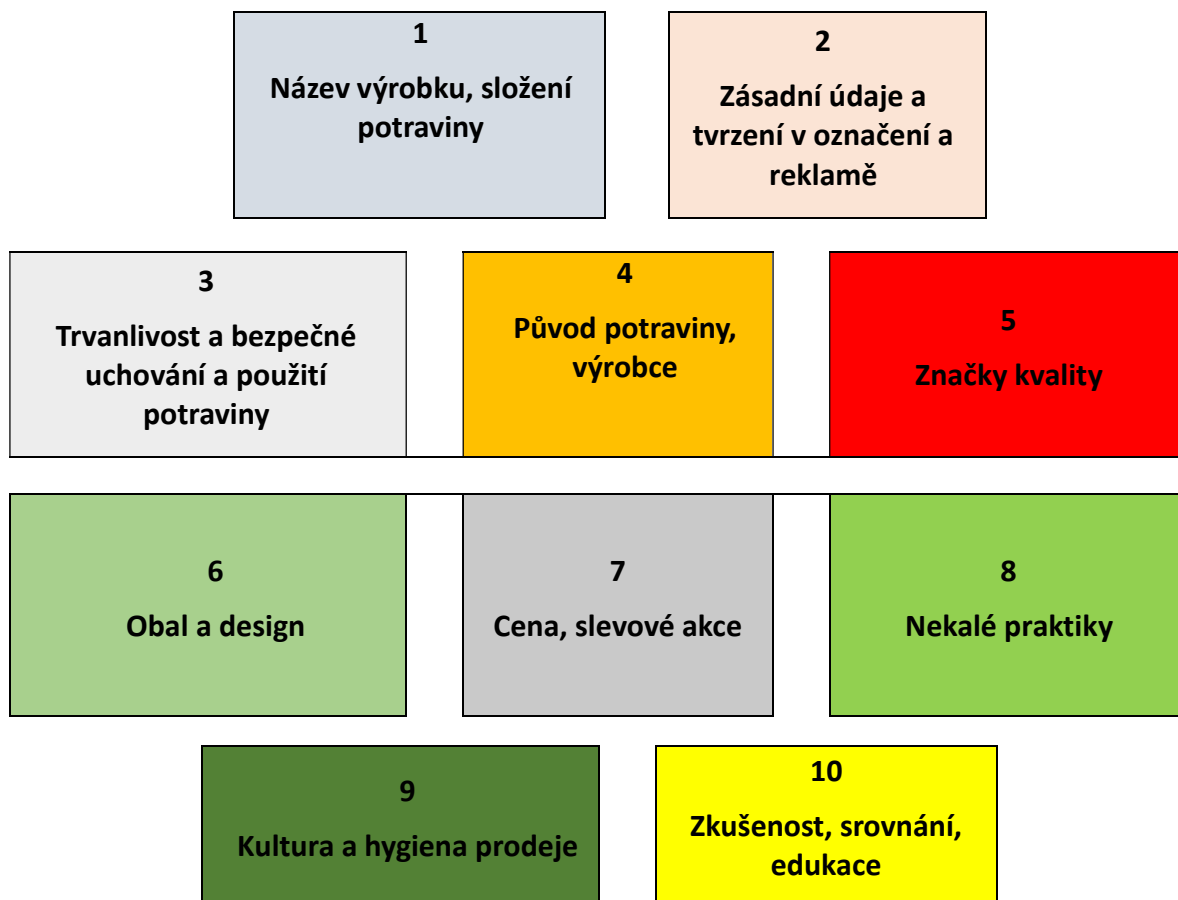 1
Název výrobku, složení
potraviny
2
Zásadní údaje a
tvrzení v označení a
reklamě
3
Trvanlivost a bezpečné
uchování a použití
potraviny
4
Původ potraviny,
výrobce
5
Značky kvality
6
Obal a design
7
Cena, slevové akce
8
Nekalé praktiky
9
Kultura a hygiena prodeje
10
Zkušenost, srovnání,
edukace